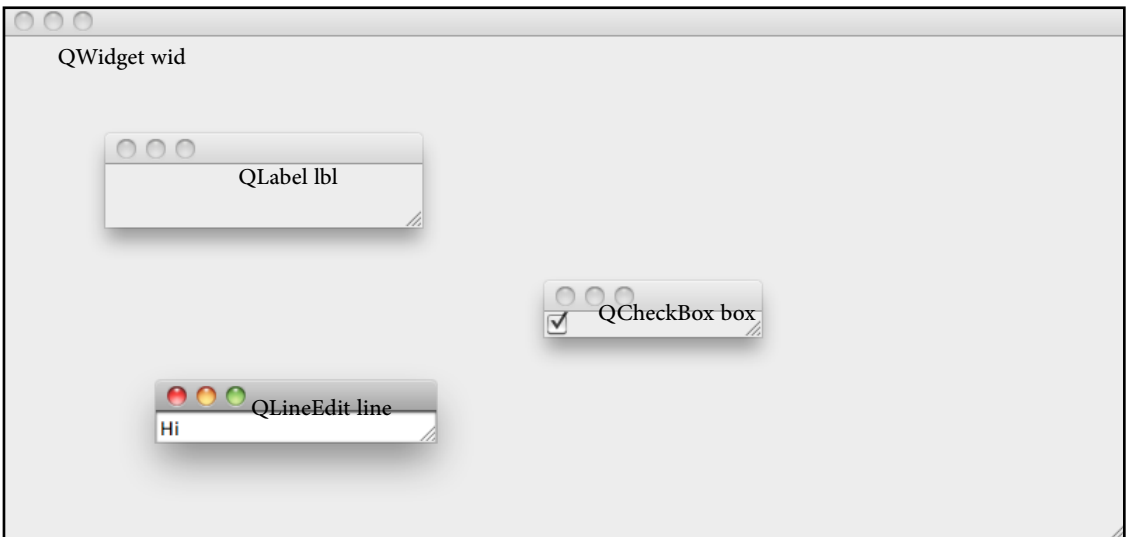 QWidget wid
QLabel lbl
QCheckBox box
QLineEdit line
Hi